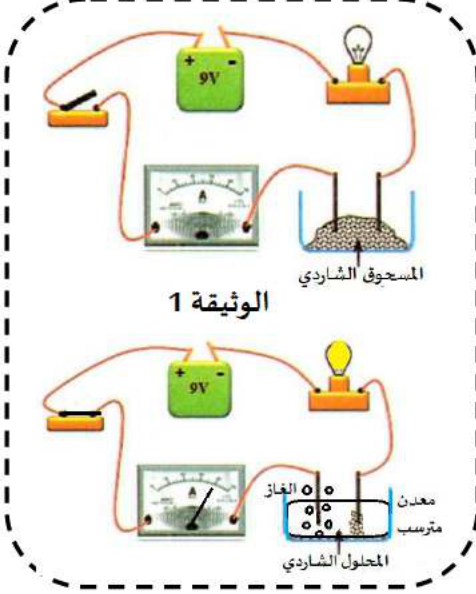 + -
9V
A
المسحوق الشاردي
الوثيقة 1
+ -
9V
A
الغاز
معدن
مترسب
المحلول الشاردي